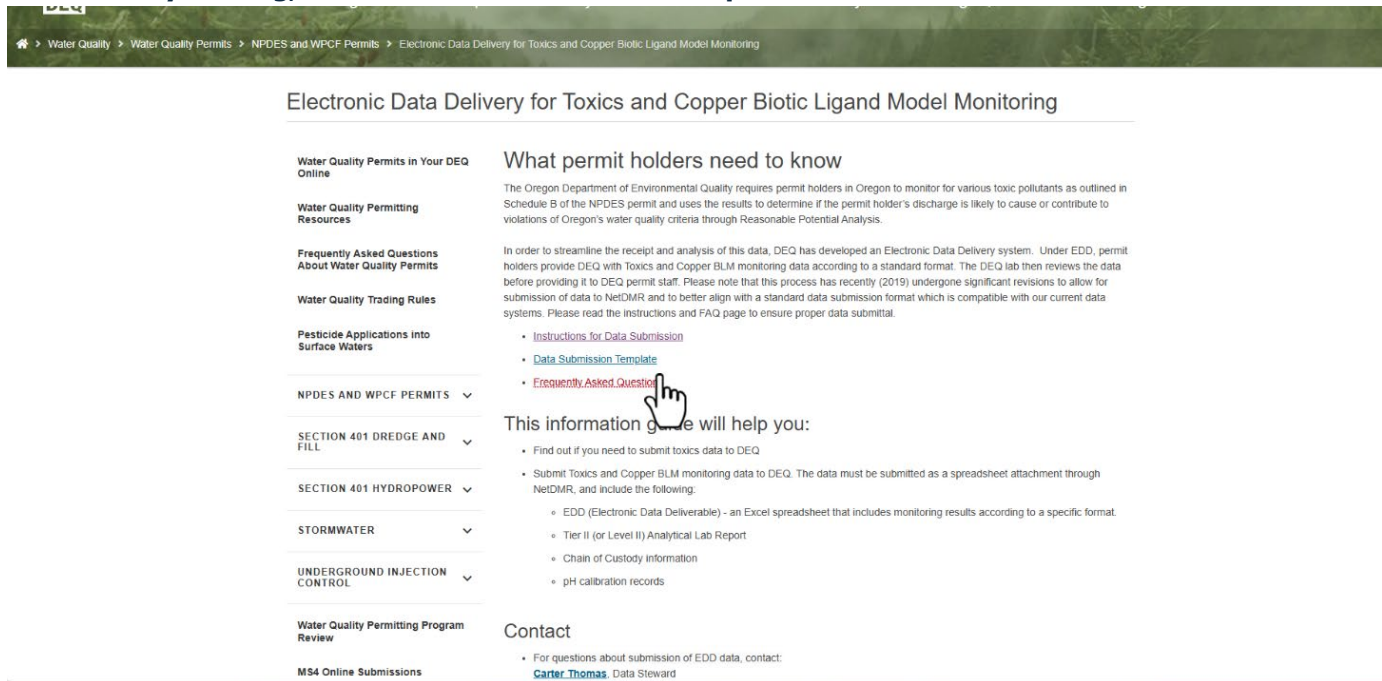 DEQ
> Water Quality > Water Quality Permits > NPDES and WPCF Permits > Electronic Data Delivery for Toxics and Copper Biotic Ligand Model Monitoring
Electronic Data Delivery for Toxics and Copper Biotic Ligand Model Monitoring
Water Quality Permits in Your DEQ
Online
Water Quality Permitting
Resources
Frequently Asked Questions
About Water Quality Permits
Water Quality Trading Rules
Pesticide Applications into
Surface Waters
NPDES AND WPCF PERMITS
SECTION 401 DREDGE AND
FILL
SECTION 401 HYDROPOWER
STORMWATER
UNDERGROUND INJECTION
CONTROL
Water Quality Permitting Program
Review
MS4 Online Submissions
What permit holders need to know
The Oregon Department of Environmental Quality requires permit holders in Oregon to monitor for various toxic pollutants as outlined in
Schedule B of the NPDES permit and uses the results to determine if the permit holder's discharge is likely to cause or contribute to
violations of Oregon's water quality criteria through Reasonable Potential Analysis.
In order to streamline the receipt and analysis of this data, DEQ has developed an Electronic Data Delivery system. Under EDD, permit
holders provide DEQ with Toxics and Copper BLM monitoring data according to a standard format. The DEQ lab then reviews the data
before providing it to DEQ permit staff. Please note that this process has recently (2019) undergone significant revisions to allow for
submission of data to NetDMR and to better align with a standard data submission format which is compatible with our current data
systems. Please read the instructions and FAQ page to ensure proper data submittal.
• Instructions for Data Submission
• Data Submission Template
• Frequently Asked Question
This information guide will help you:
• Find out if you need to submit toxics data to DEQ
• Submit Toxics and Copper BLM monitoring data to DEQ. The data must be submitted as a spreadsheet attachment through
NetDMR, and include the following:
◦ EDD (Electronic Data Deliverable) - an Excel spreadsheet that includes monitoring results according to a specific format.
◦ Tier II (or Level II) Analytical Lab Report
◦ Chain of Custody information
◦ pH calibration records
Contact
• For questions about submission of EDD data, contact:
Carter Thomas, Data Steward